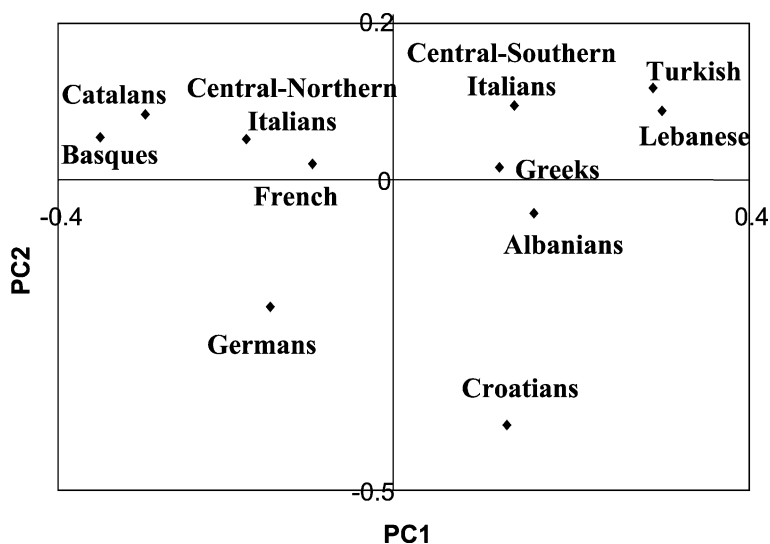 0.2
Central-Southern
Italians
Turkish
Catalans
Central-Northern
Italians
Lebanese
Basques
Greeks
0
French
-0.4
0.4
Albanians
PC2
Germans
Croatians
-0.5
PC1